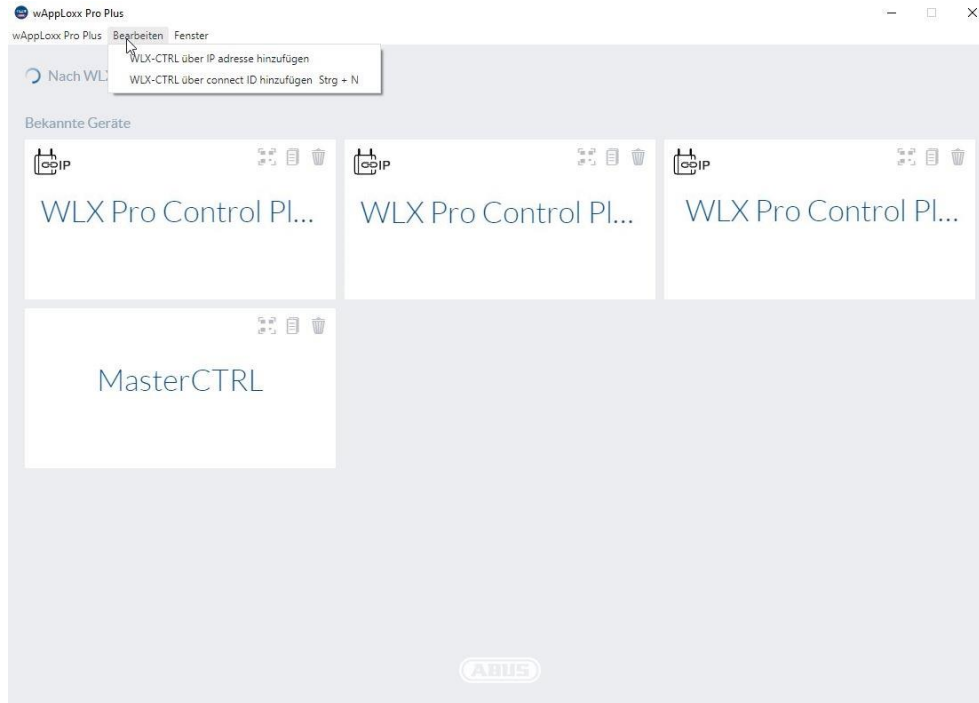 wAppLoxx Pro Plus
wAppLoxx Pro Plus Bearbeiten Fenster
WLX-CTRL über IP adresse hinzufügen
WLX-CTRL über connect ID hinzufügen Strg + N
Nach
Bekannte Geräte
IP IP IP
WLX Pro Control Pl... WLX Pro Control Pl... WLX Pro Control Pl...
MasterCTRL
ABUS